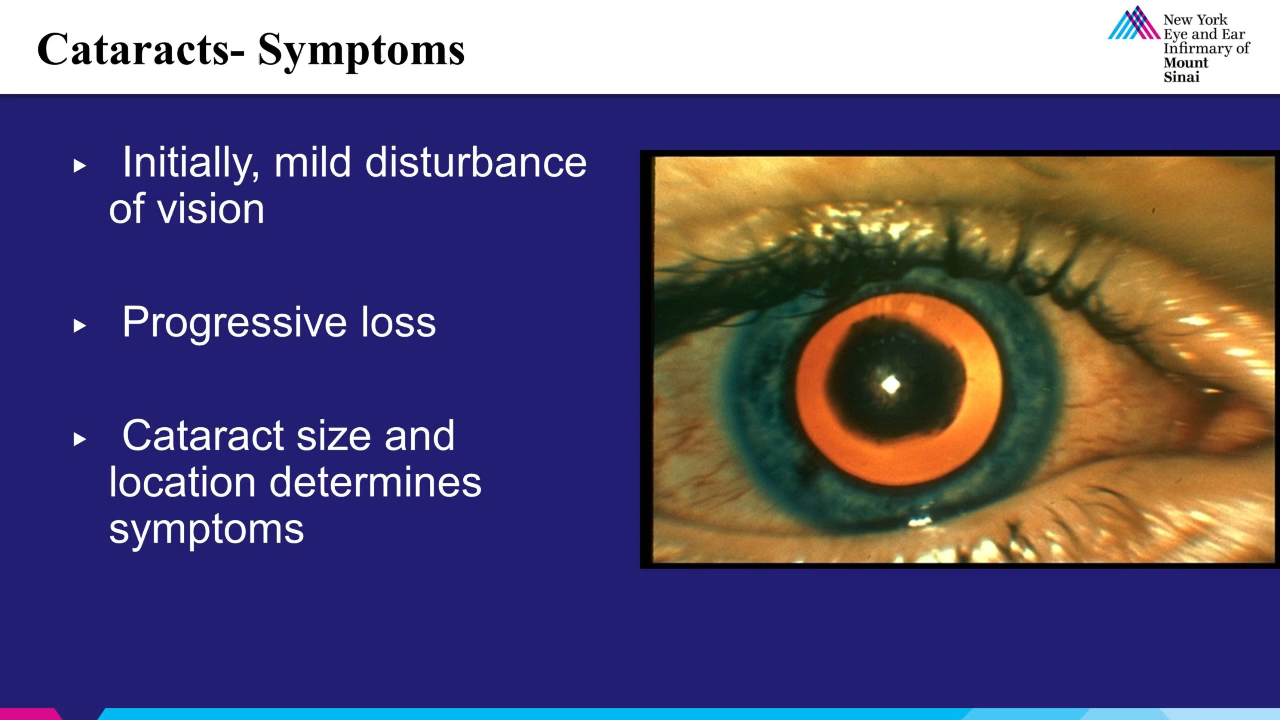 Cataracts- Symptoms
New York
Eye and Ear
Infirmary of
Mount
Sinai
▸ Initially, mild disturbance
of vision
▸ Progressive loss
▸ Cataract size and
location determines
symptoms